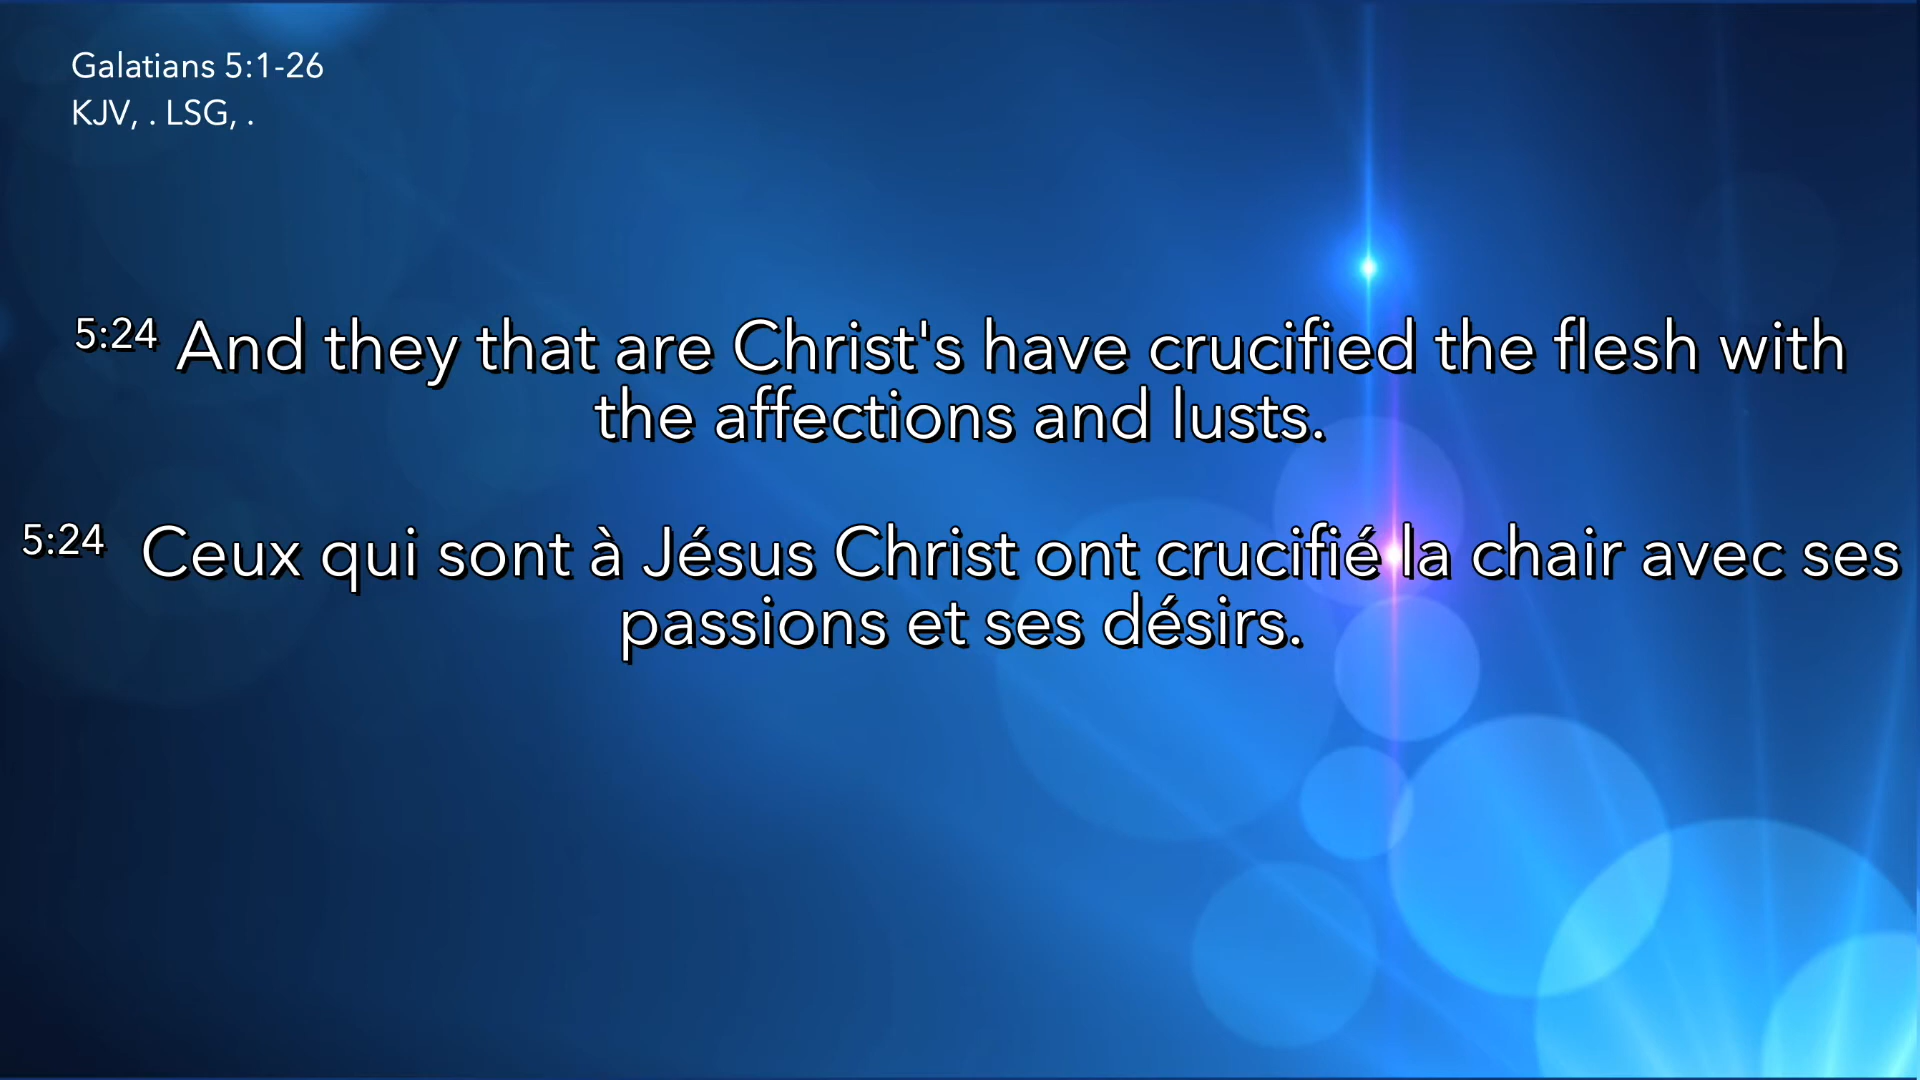 Galatians 5:1-26
KJV, . LSG, .
5:24 And they that are Christ's have crucified the flesh with
the affections and lusts.
5:24 Ceux qui sont à Jésus Christ ont crucifié la chair avec ses
passions et ses désirs.